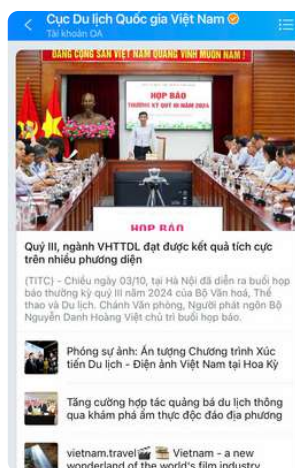 Cục Du lịch Quốc gia Việt Nam
Tài khoản OA
ĐẢNG CỘNG SẢN VIỆT NAM QUANG VINH MUÔN NĂM !
HỌP BÁO
THƯỜNG KỲ QUÝ III NĂM 2024
HỌP BÁO
Quý III, ngành VHTTDL đạt được kết quả tích cực
trên nhiều phương diện
(TITC) - Chiều ngày 03/10, tại Hà Nội đã diễn ra buổi họp
báo thường kỳ quý III năm 2024 của Bộ Văn hoá, Thể
thao và Du lịch. Chánh Văn phòng, Người phát ngôn Bộ
Nguyễn Danh Hoàng Việt chủ trì buổi họp báo.
Phóng sự ảnh: Ấn tượng Chương trình Xúc
tiến Du lịch - Điện ảnh Việt Nam tại Hoa Kỳ
Tăng cường hợp tác quảng bá du lịch thông
qua khám phá ẩm thực độc đáo địa phương
vietnam.travel Vietnam - a new
wonderland of the world's film industry